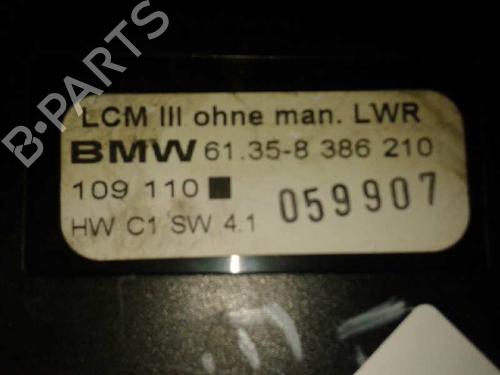 B-PARTS
LCM III ohne man. LWR
BMW 61.35-8 386 210
109 110
059907
HW C1 SW 4.1